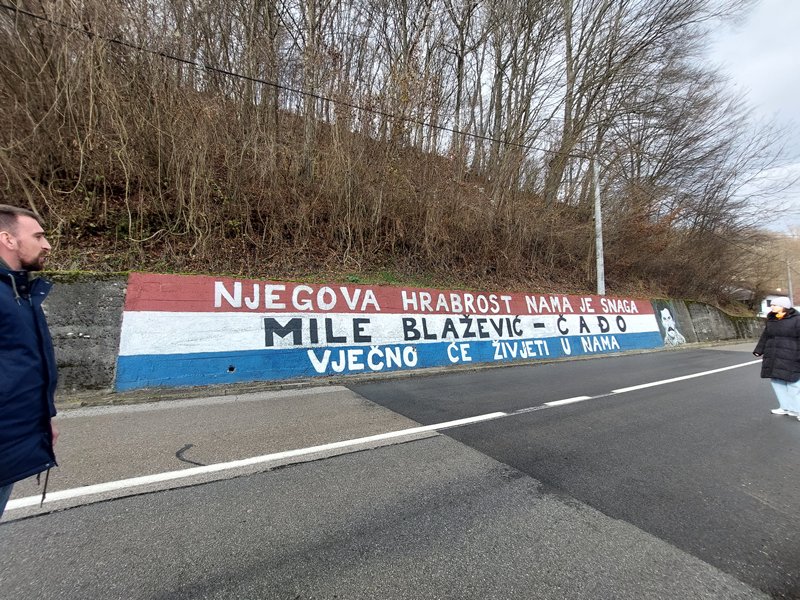 NJEGOVA HRABROST NAMA JE SNAGA
MILE BLAŽEVIĆ - ČAĐO
VJEČNO ĆE ŽIVJETI U NAMA